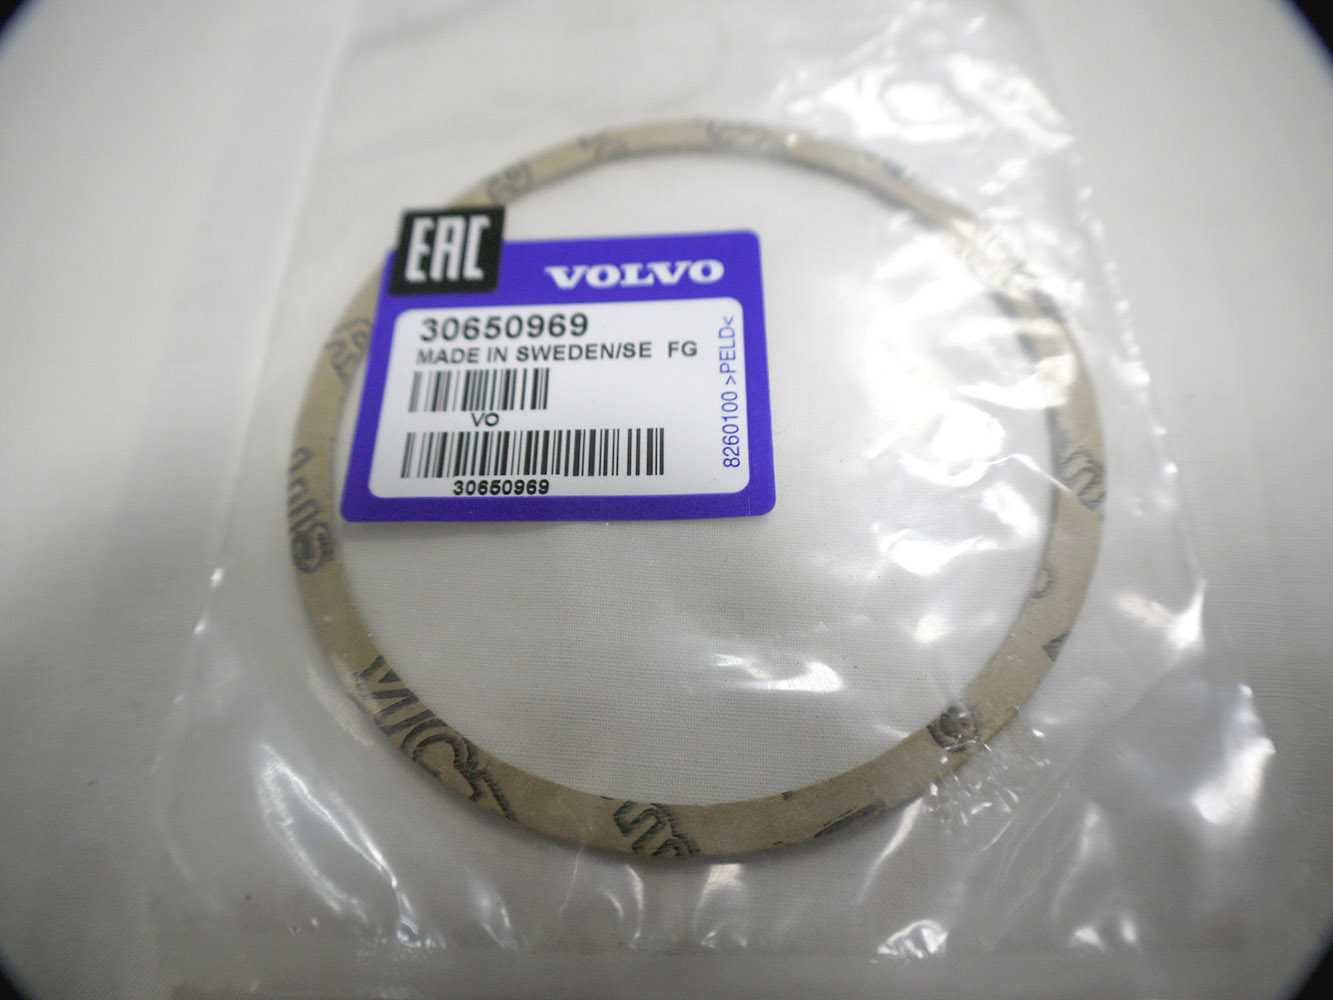 EAC
VOLVO
30650969
MADE IN SWEDEN/SE FG
VO
30650969
8260100 >PELD<